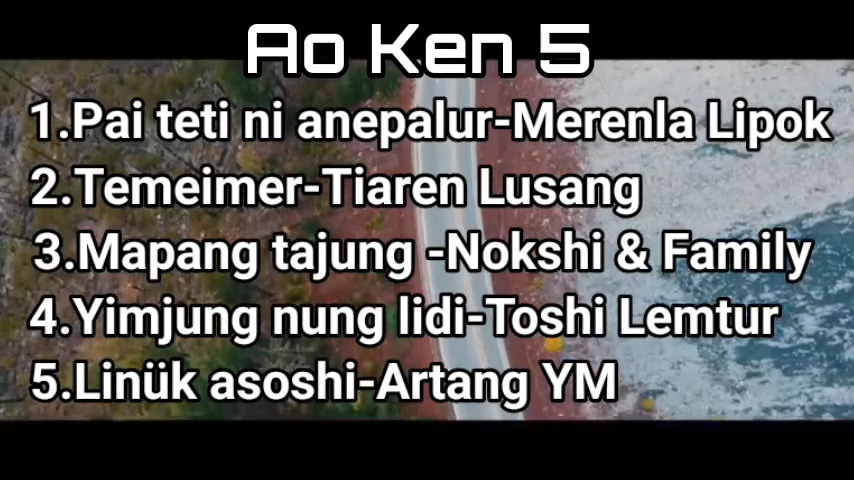 Ao Ken 5
1.Pai teti ni anepalur-Merenla Lipok
2.Temeimer-Tiaren Lusang
3.Mapang tajung -Nokshi & Family
4.Yimjung nung lidi-Toshi Lemtur
5.Linük asoshi-Artang YM